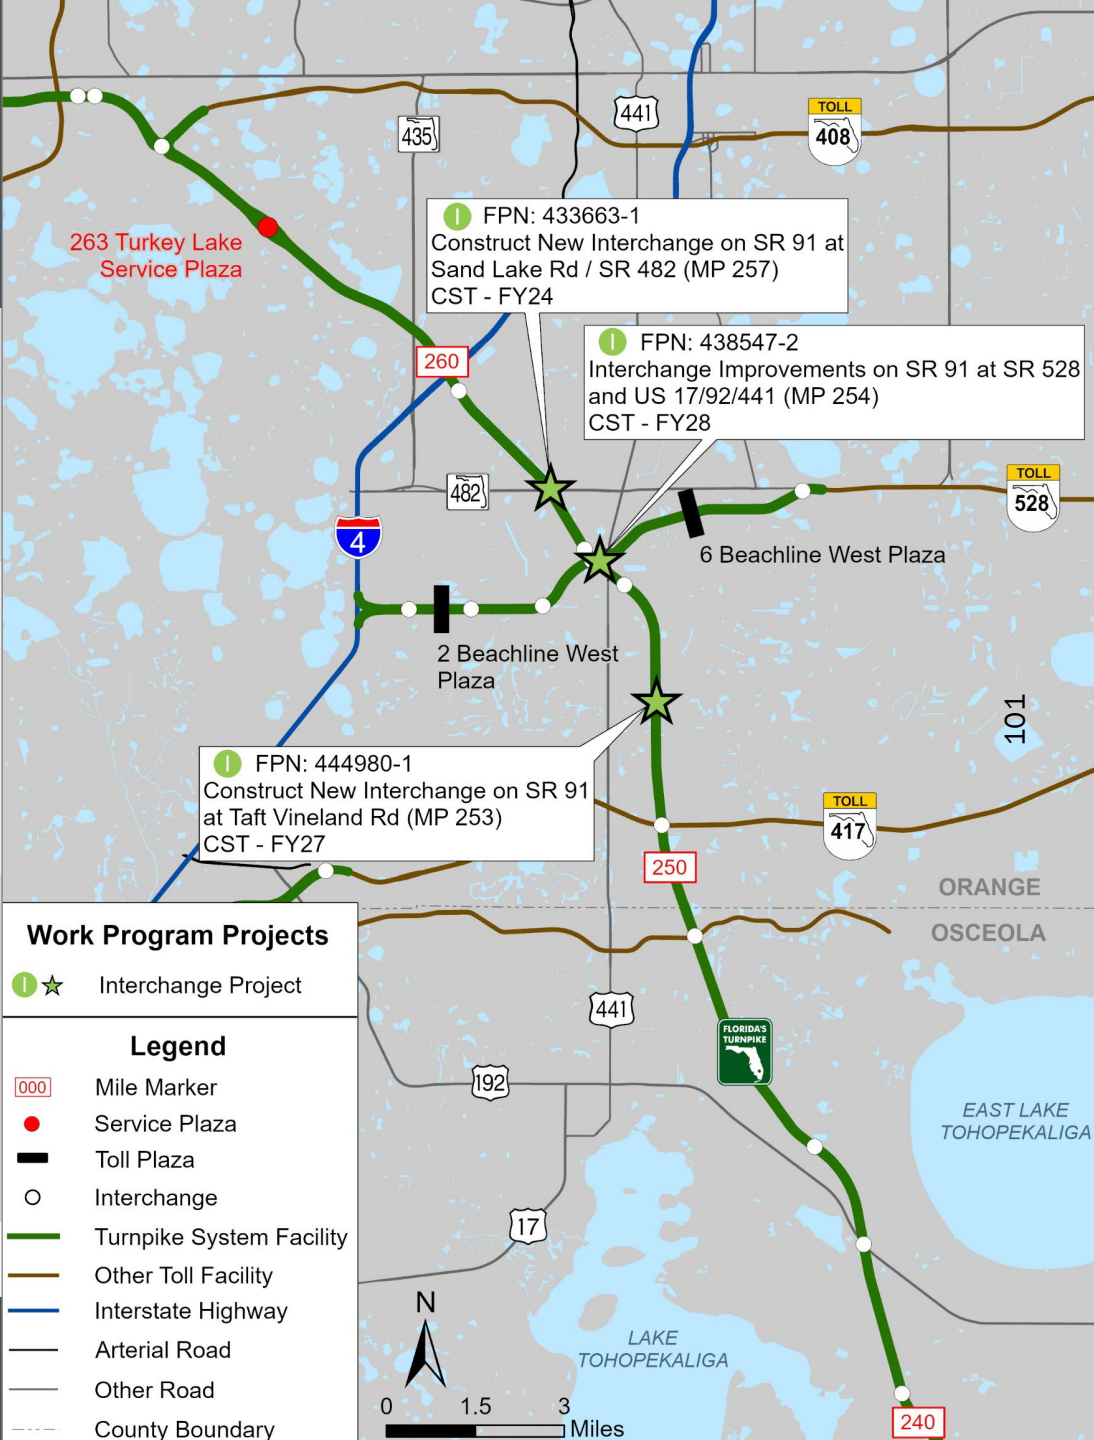 441
435
TOLL
408
I FPN: 433663-1
Construct New Interchange on SR 91 at
Sand Lake Rd / SR 482 (MP 257)
CST - FY24
263 Turkey Lake
Service Plaza
I FPN: 438547-2
Interchange Improvements on SR 91 at SR 528
and US 17/92/441 (MP 254)
CST - FY28
260
482
TOLL
528
4
6 Beachline West Plaza
2 Beachline West
Plaza
101
I FPN: 444980-1
Construct New Interchange on SR 91
at Taft Vineland Rd (MP 253)
CST - FY27
TOLL
417
250
ORANGE
OSCEOLA
441
FLORIDA'S
TURNPIKE
192
EAST LAKE
TOHOPEKALIGA
17
LAKE
TOHOPEKALIGA
240
N
0 1.5 3
Miles
Work Program Projects
I Interchange Project
Legend
000 Mile Marker
Service Plaza
Toll Plaza
Interchange
Turnpike System Facility
Other Toll Facility
Interstate Highway
Arterial Road
Other Road
County Boundary